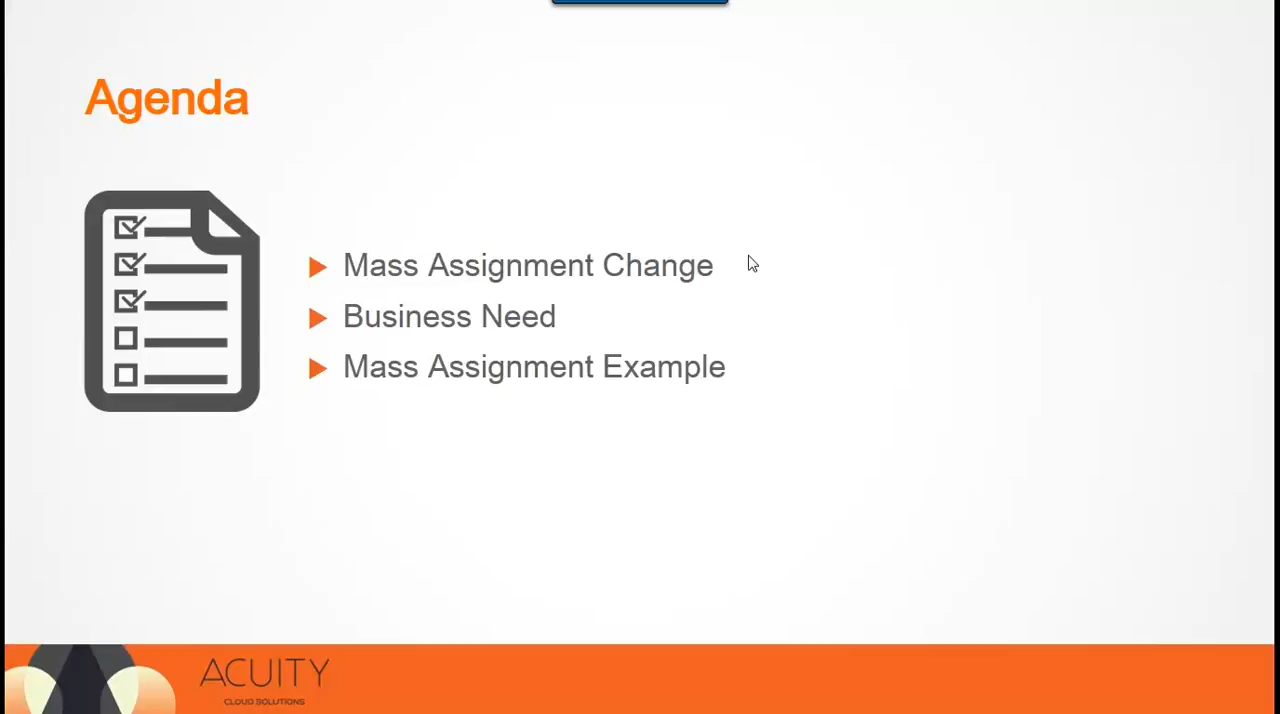 Agenda
Mass Assignment Change
Business Need
Mass Assignment Example
ACUITY
CLOUD SOLUTIONS